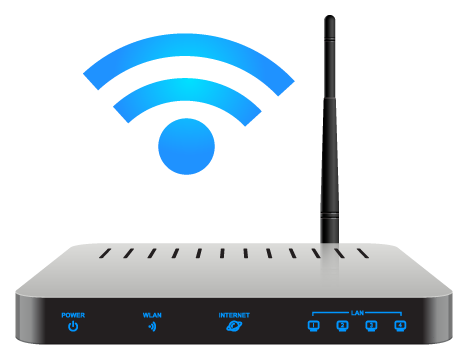 POWER WLAN INTERNET LAN
1 2 3 4